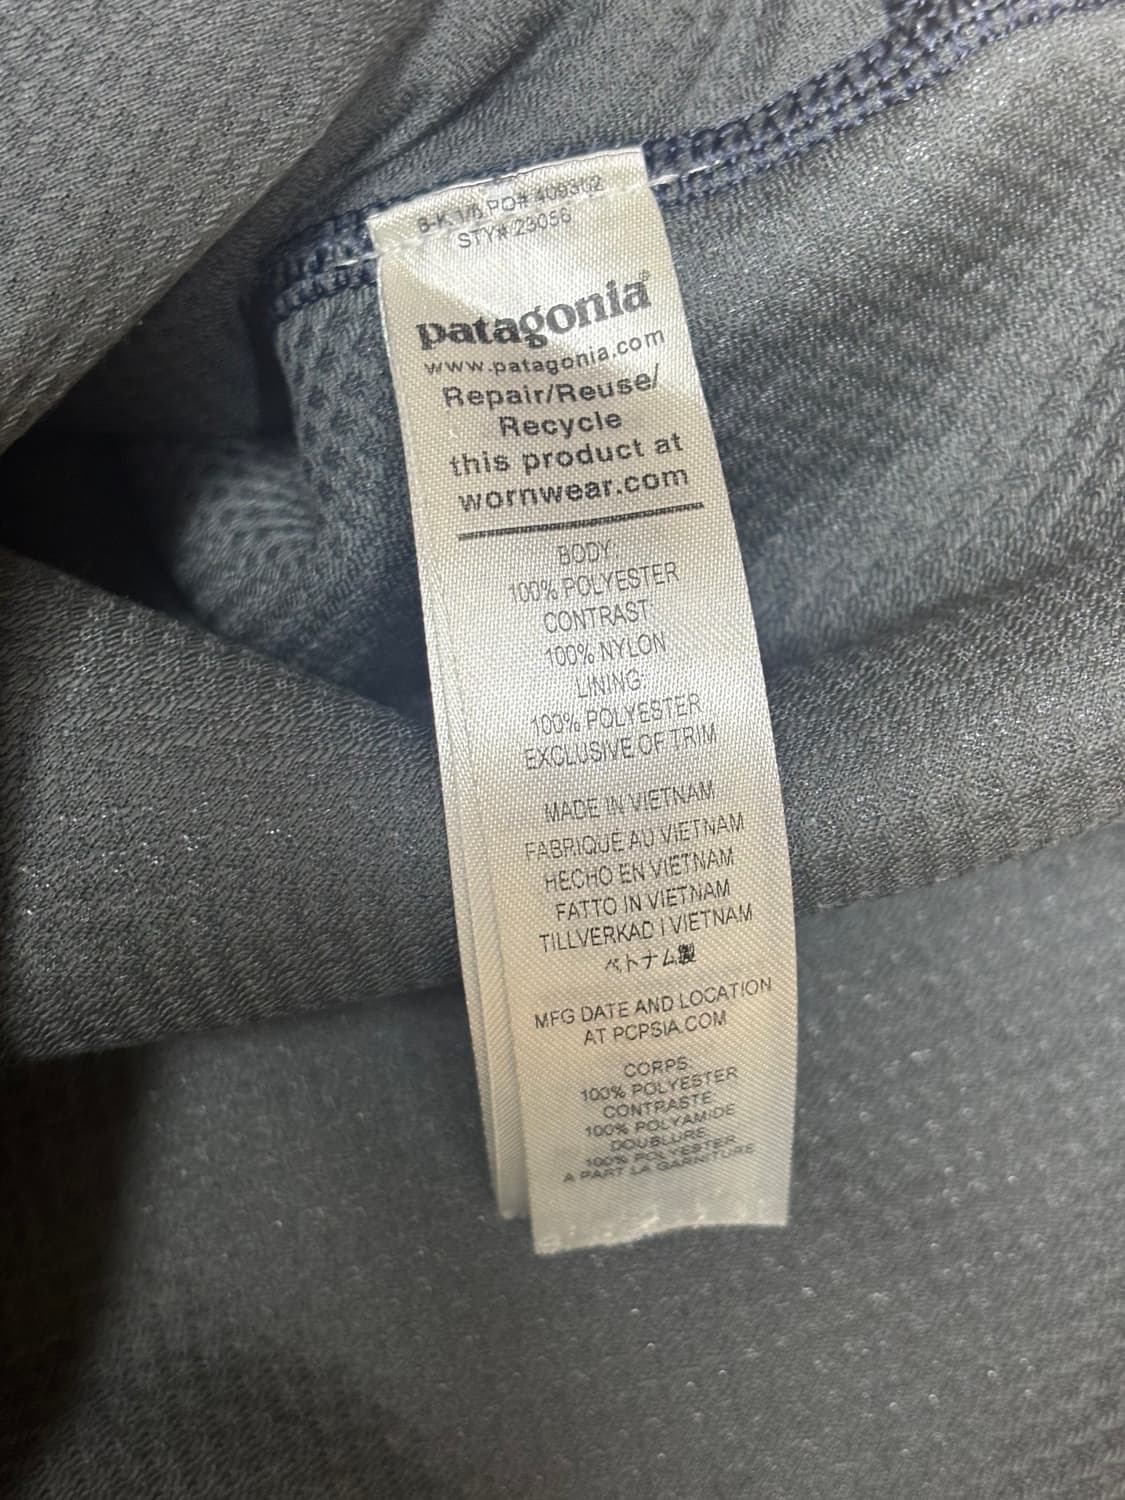 8-K 1/6 PO# 409302
STY# 23056
patagonia®
www.patagonia.com
Repair/Reuse/
Recycle
this product at
wornwear.com
BODY:
100% POLYESTER
CONTRAST:
100% NYLON
LINING:
100% POLYESTER
EXCLUSIVE OF TRIM
MADE IN VIETNAM
FABRIQUÉ AU VIETNAM
HECHO EN VIETNAM
FATTO IN VIETNAM
TILLVERKAD I VIETNAM
ベトナム製
MFG DATE AND LOCATION
AT PCPSIA.COM
CORPS:
100% POLYESTER
CONTRASTE:
100% POLYAMIDE
DOUBLURE:
100% POLYESTER
A PART LA GARNITURE